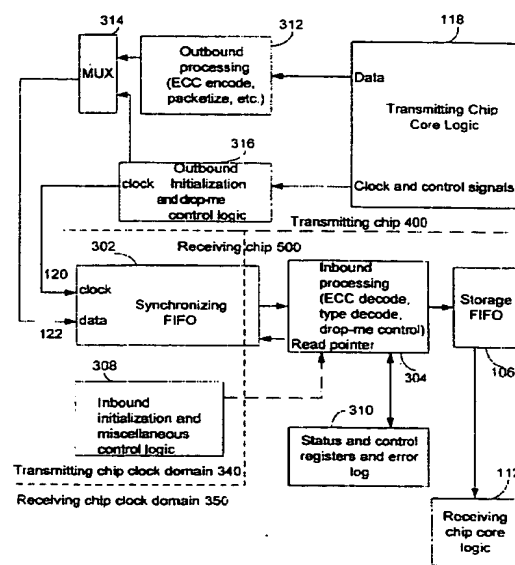 314
MUX
312
Outbound
processing
(ECC encode,
packetize, etc.)
118
Data
Transmitting Chip
Core Logic
Clock and control signals
316
Outbound
clock Initialization
and drop-me
control logic
Transmitting chip 400
Receiving chip 500
302
120
clock
Synchronizing
FIFO
data
122
Inbound
processing
(ECC decode,
type decode,
drop-me control)
Read pointer
304
Storage
FIFO
106
308
Inbound
initialization and
miscellaneous
control logic
310
Status and control
registers and error
log
Transmitting chip clock domain 340
Receiving chip clock domain 350
Receiving
chip core
logic